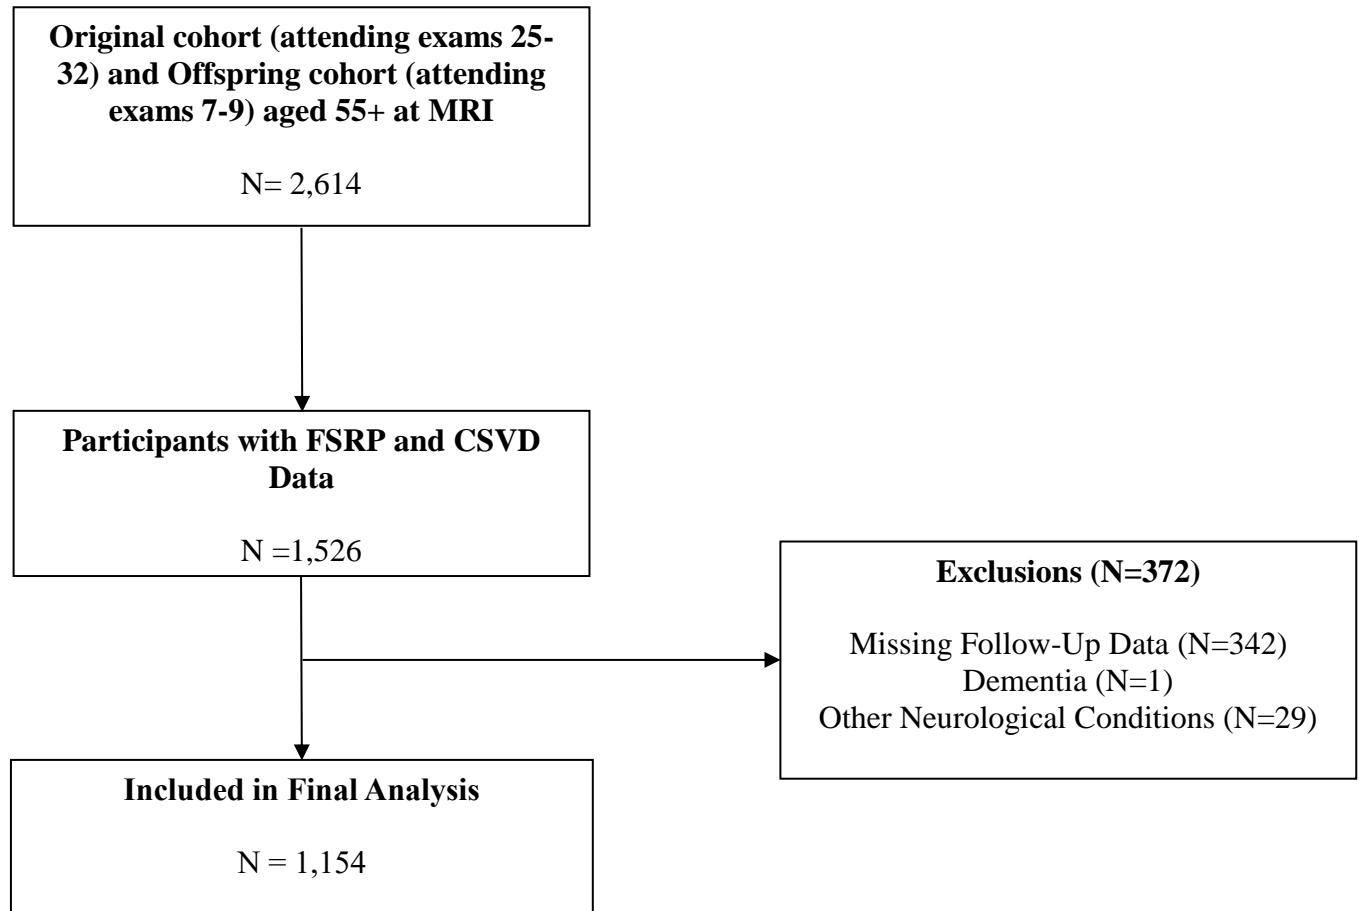 Original cohort (attending exams 25-
32) and Offspring cohort (attending
exams 7-9) aged 55+ at MRI
N= 2,614
Participants with FSRP and CSVD
Data
N =1,526
Exclusions (N=372)
Missing Follow-Up Data (N=342)
Dementia (N=1)
Other Neurological Conditions (N=29)
Included in Final Analysis
N = 1,154